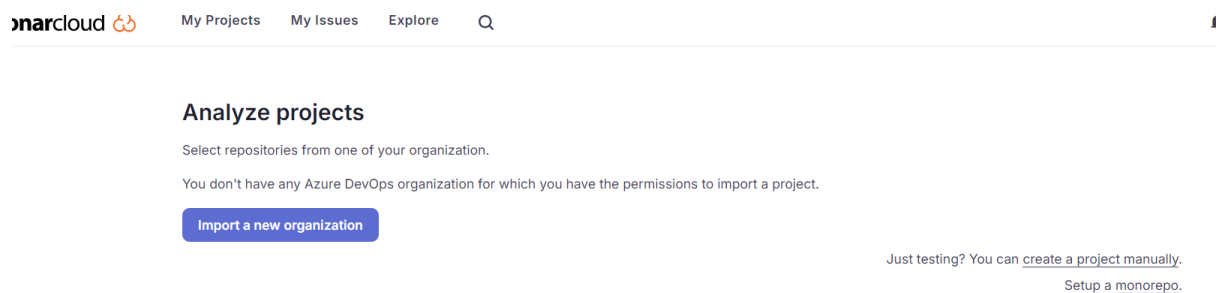 onarcloud My Projects My Issues Explore
Analyze projects
Select repositories from one of your organization.
You don't have any Azure DevOps organization for which you have the permissions to import a project.
Import a new organization
Just testing? You can create a project manually.
Setup a monorepo.